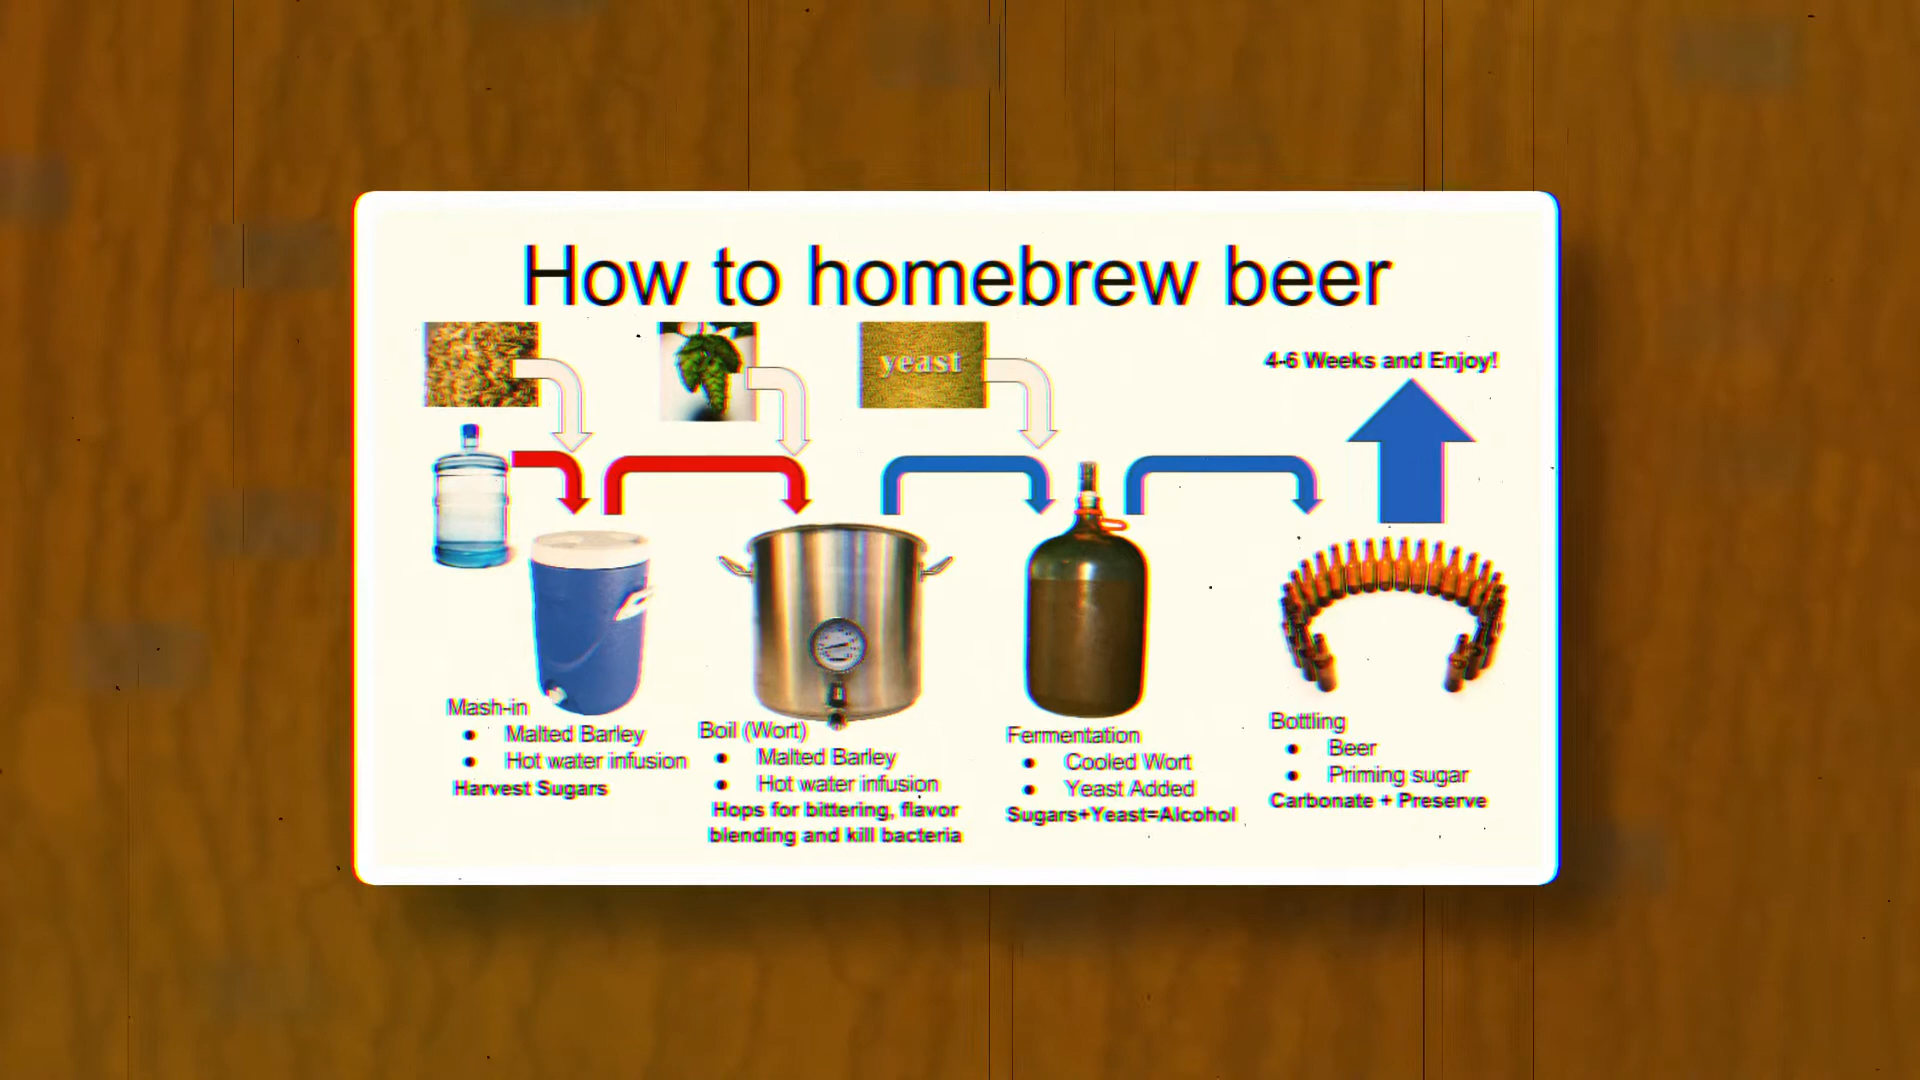 How to homebrew beer
yeast
4-6 Weeks and Enjoy!
Mash-in
• Malted Barley
• Hot water infusion
Harvest Sugars
Boil (Wort)
• Malted Barley
• Hot water infusion
Hops for bittering, flavor
blending and kill bacteria
Fermentation
• Cooled Wort
• Yeast Added
Sugars+Yeast=Alcohol
Bottling
• Beer
• Priming sugar
Carbonate + Preserve